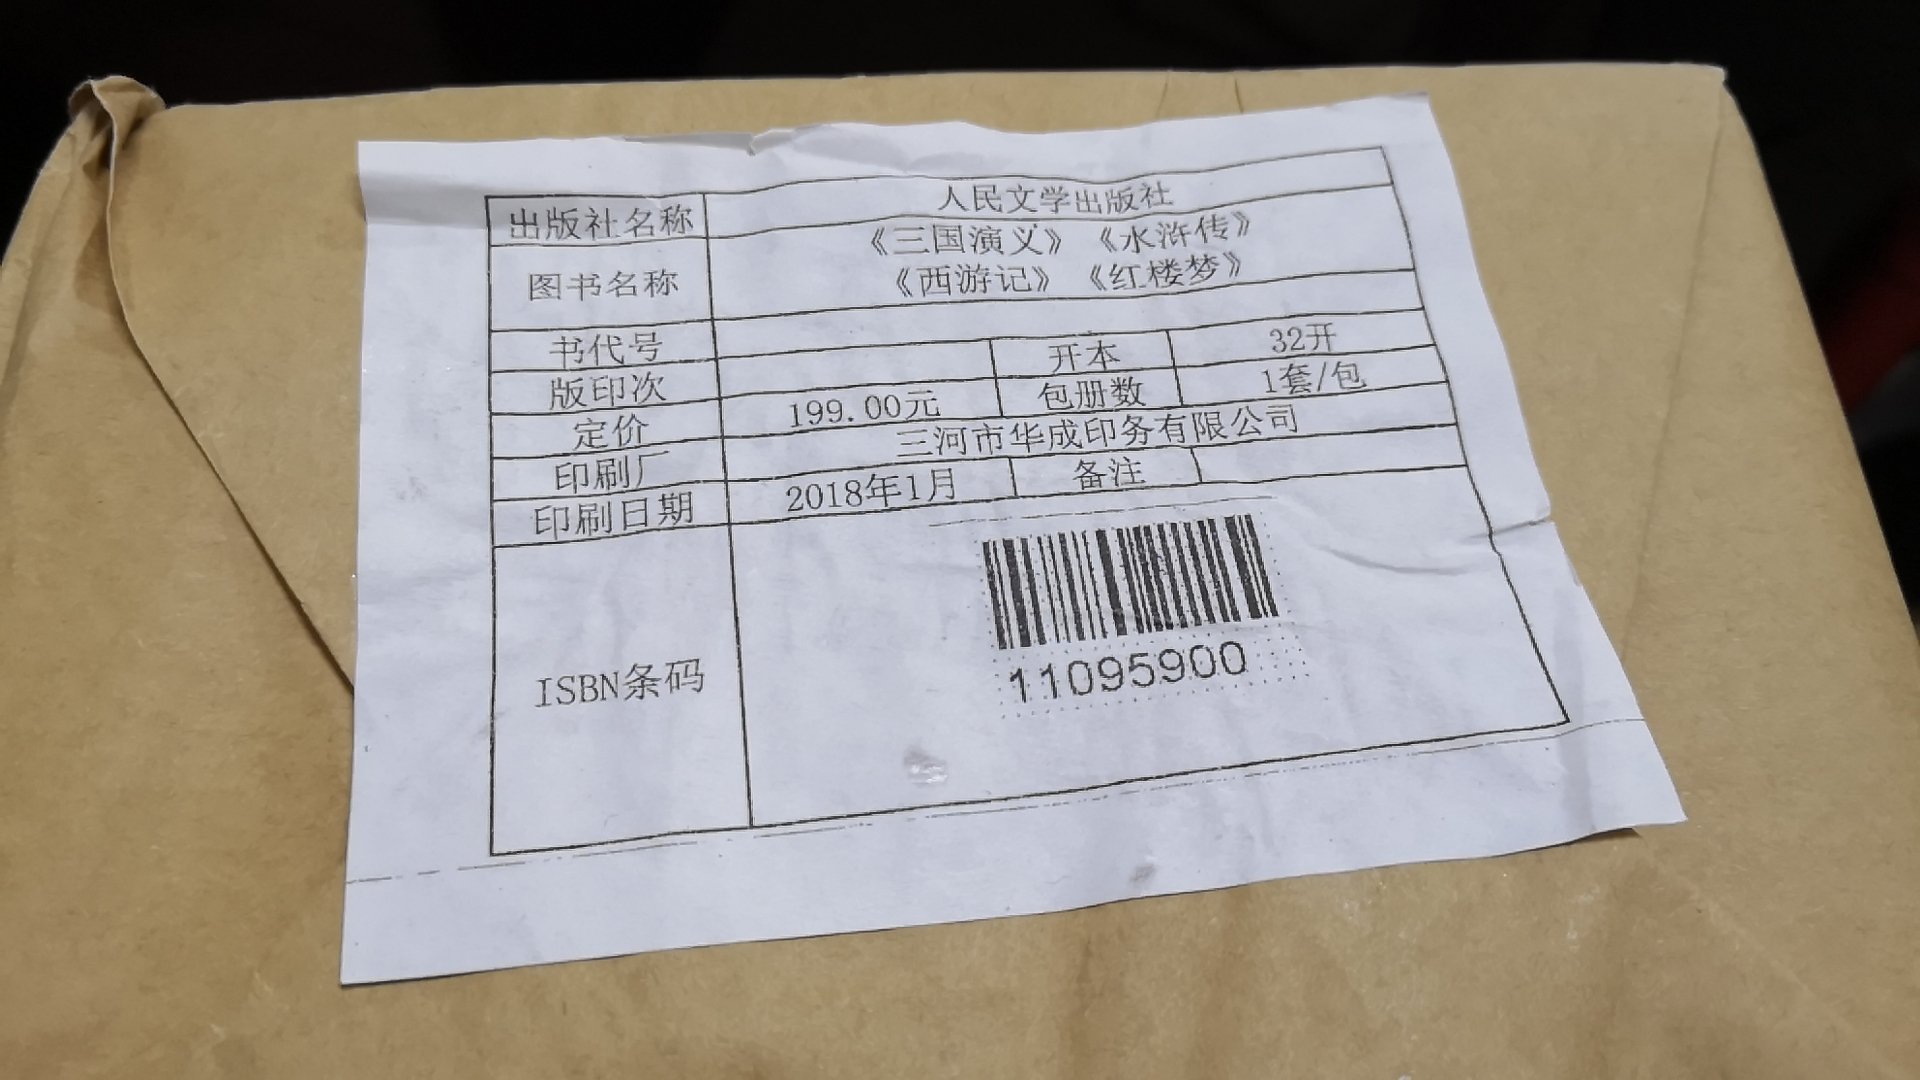 出版社名称 人民文学出版社
图书名称 《三国演义》 《水浒传》
《西游记》 《红楼梦》
书代号 开本 32开
版印次 包册数 1套/包
定价 199.00元
印刷厂 三河市华成印务有限公司
印刷日期 2018年1月 备注
ISBN条码
11095900